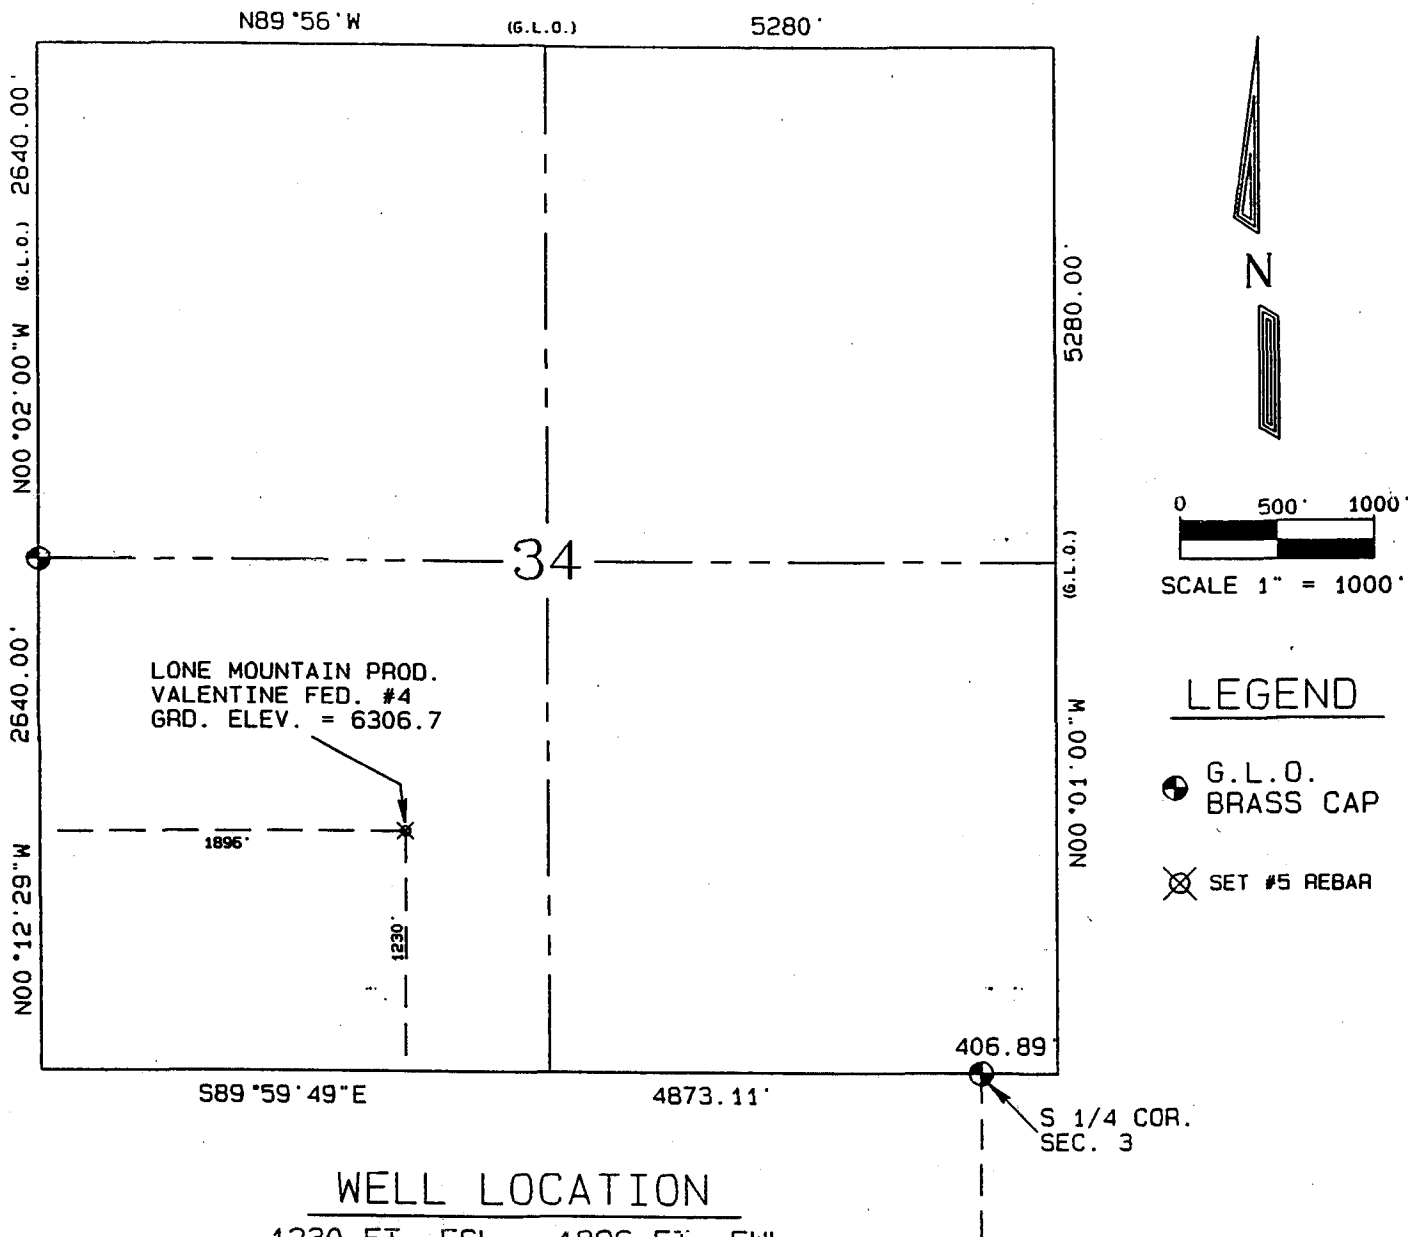 N89°56'W (G.L.O.) 5280'
2640.00'
(G.L.O.)
N00°02'00"W
5280.00'
(G.L.O.)
N00°01'00"W
N
0 500' 1000'
SCALE 1" = 1000'
34
2640.00'
N00°12'29"W
LONE MOUNTAIN PROD.
VALENTINE FED. #4
GRD. ELEV. = 6306.7
1896'
1230'
LEGEND
G.L.O.
BRASS CAP
SET #5 REBAR
406.89'
S89°59'49"E 4873.11'
S 1/4 COR.
SEC. 3
WELL LOCATION